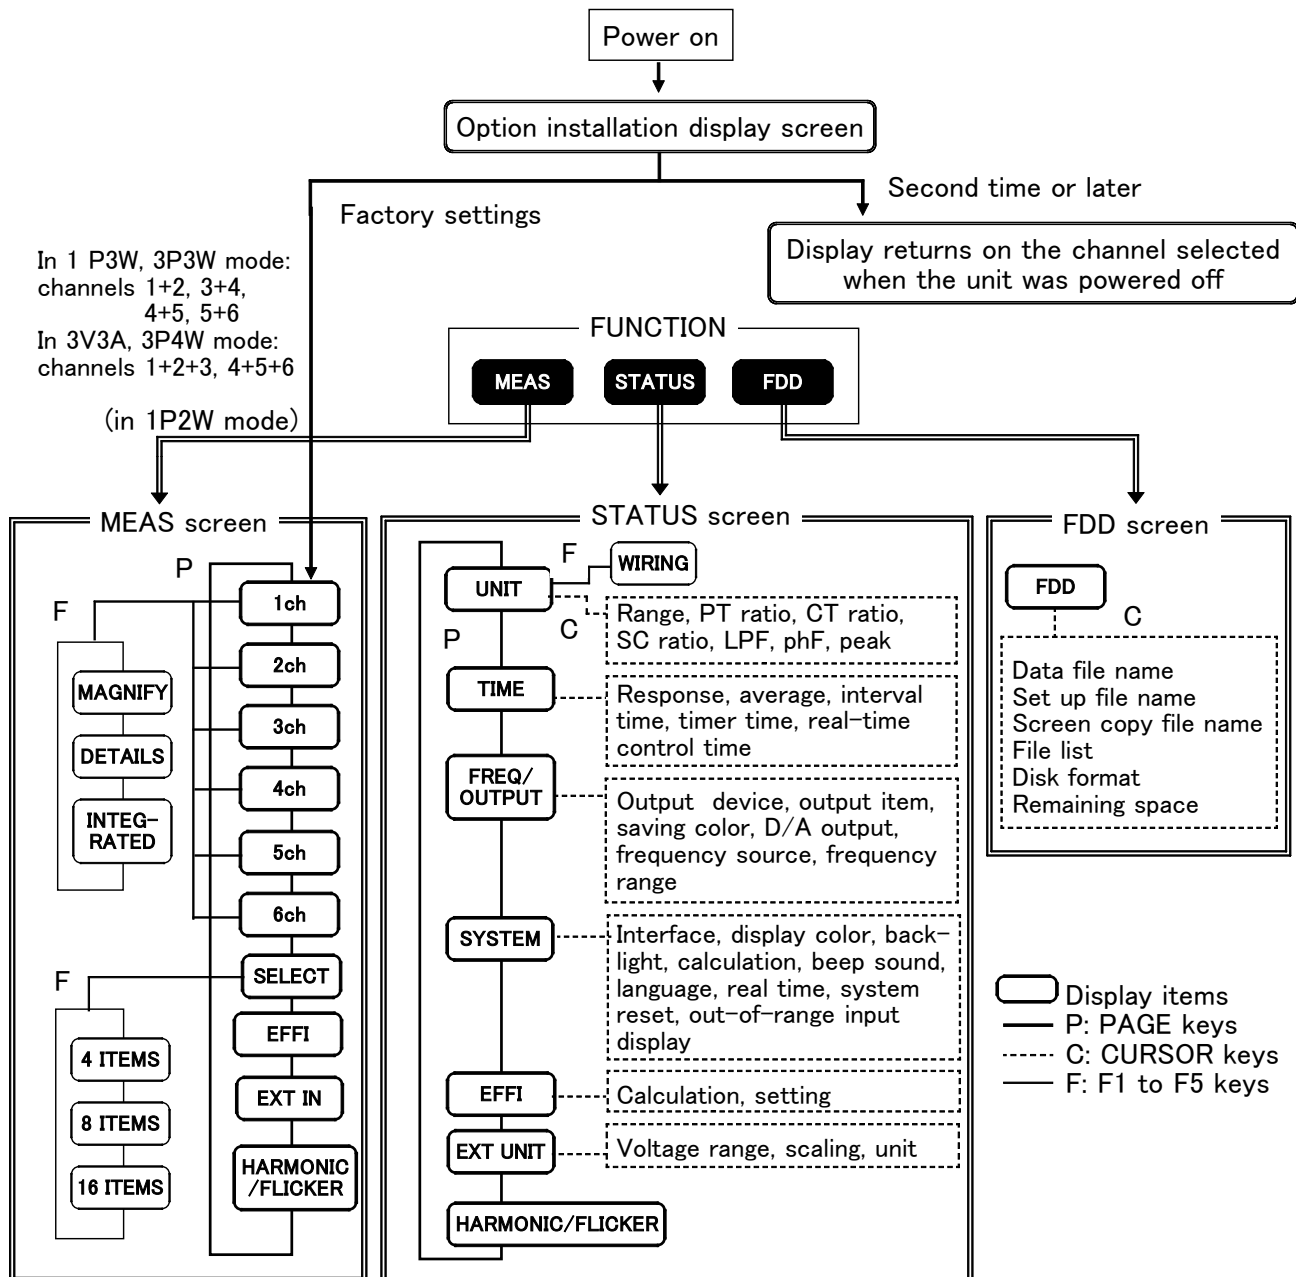 Power on
Option installation display screen
Factory settings
Second time or later
Display returns on the channel selected
when the unit was powered off
In 1 P3W, 3P3W mode:
channels 1+2, 3+4,
4+5, 5+6
In 3V3A, 3P4W mode:
channels 1+2+3, 4+5+6
(in 1P2W mode)
FUNCTION
MEAS
STATUS
FDD
MEAS screen
P
F
1ch
2ch
3ch
4ch
5ch
6ch
MAGNIFY
DETAILS
INTEG-
RATED
SELECT
F
EFFI
EXT IN
HARMONIC
/FLICKER
4 ITEMS
8 ITEMS
16 ITEMS
STATUS screen
F
WIRING
UNIT
C
P
Range, PT ratio, CT ratio,
SC ratio, LPF, phF, peak
TIME
Response, average, interval
time, timer time, real-time
control time
FREQ/
OUTPUT
Output device, output item,
saving color, D/A output,
frequency source, frequency
range
SYSTEM
Interface, display color, back-
light, calculation, beep sound,
language, real time, system
reset, out-of-range input
display
EFFI
Calculation, setting
EXT UNIT
Voltage range, scaling, unit
HARMONIC/FLICKER
FDD screen
FDD
C
Data file name
Set up file name
Screen copy file name
File list
Disk format
Remaining space
Display items
P: PAGE keys
C: CURSOR keys
F: F1 to F5 keys